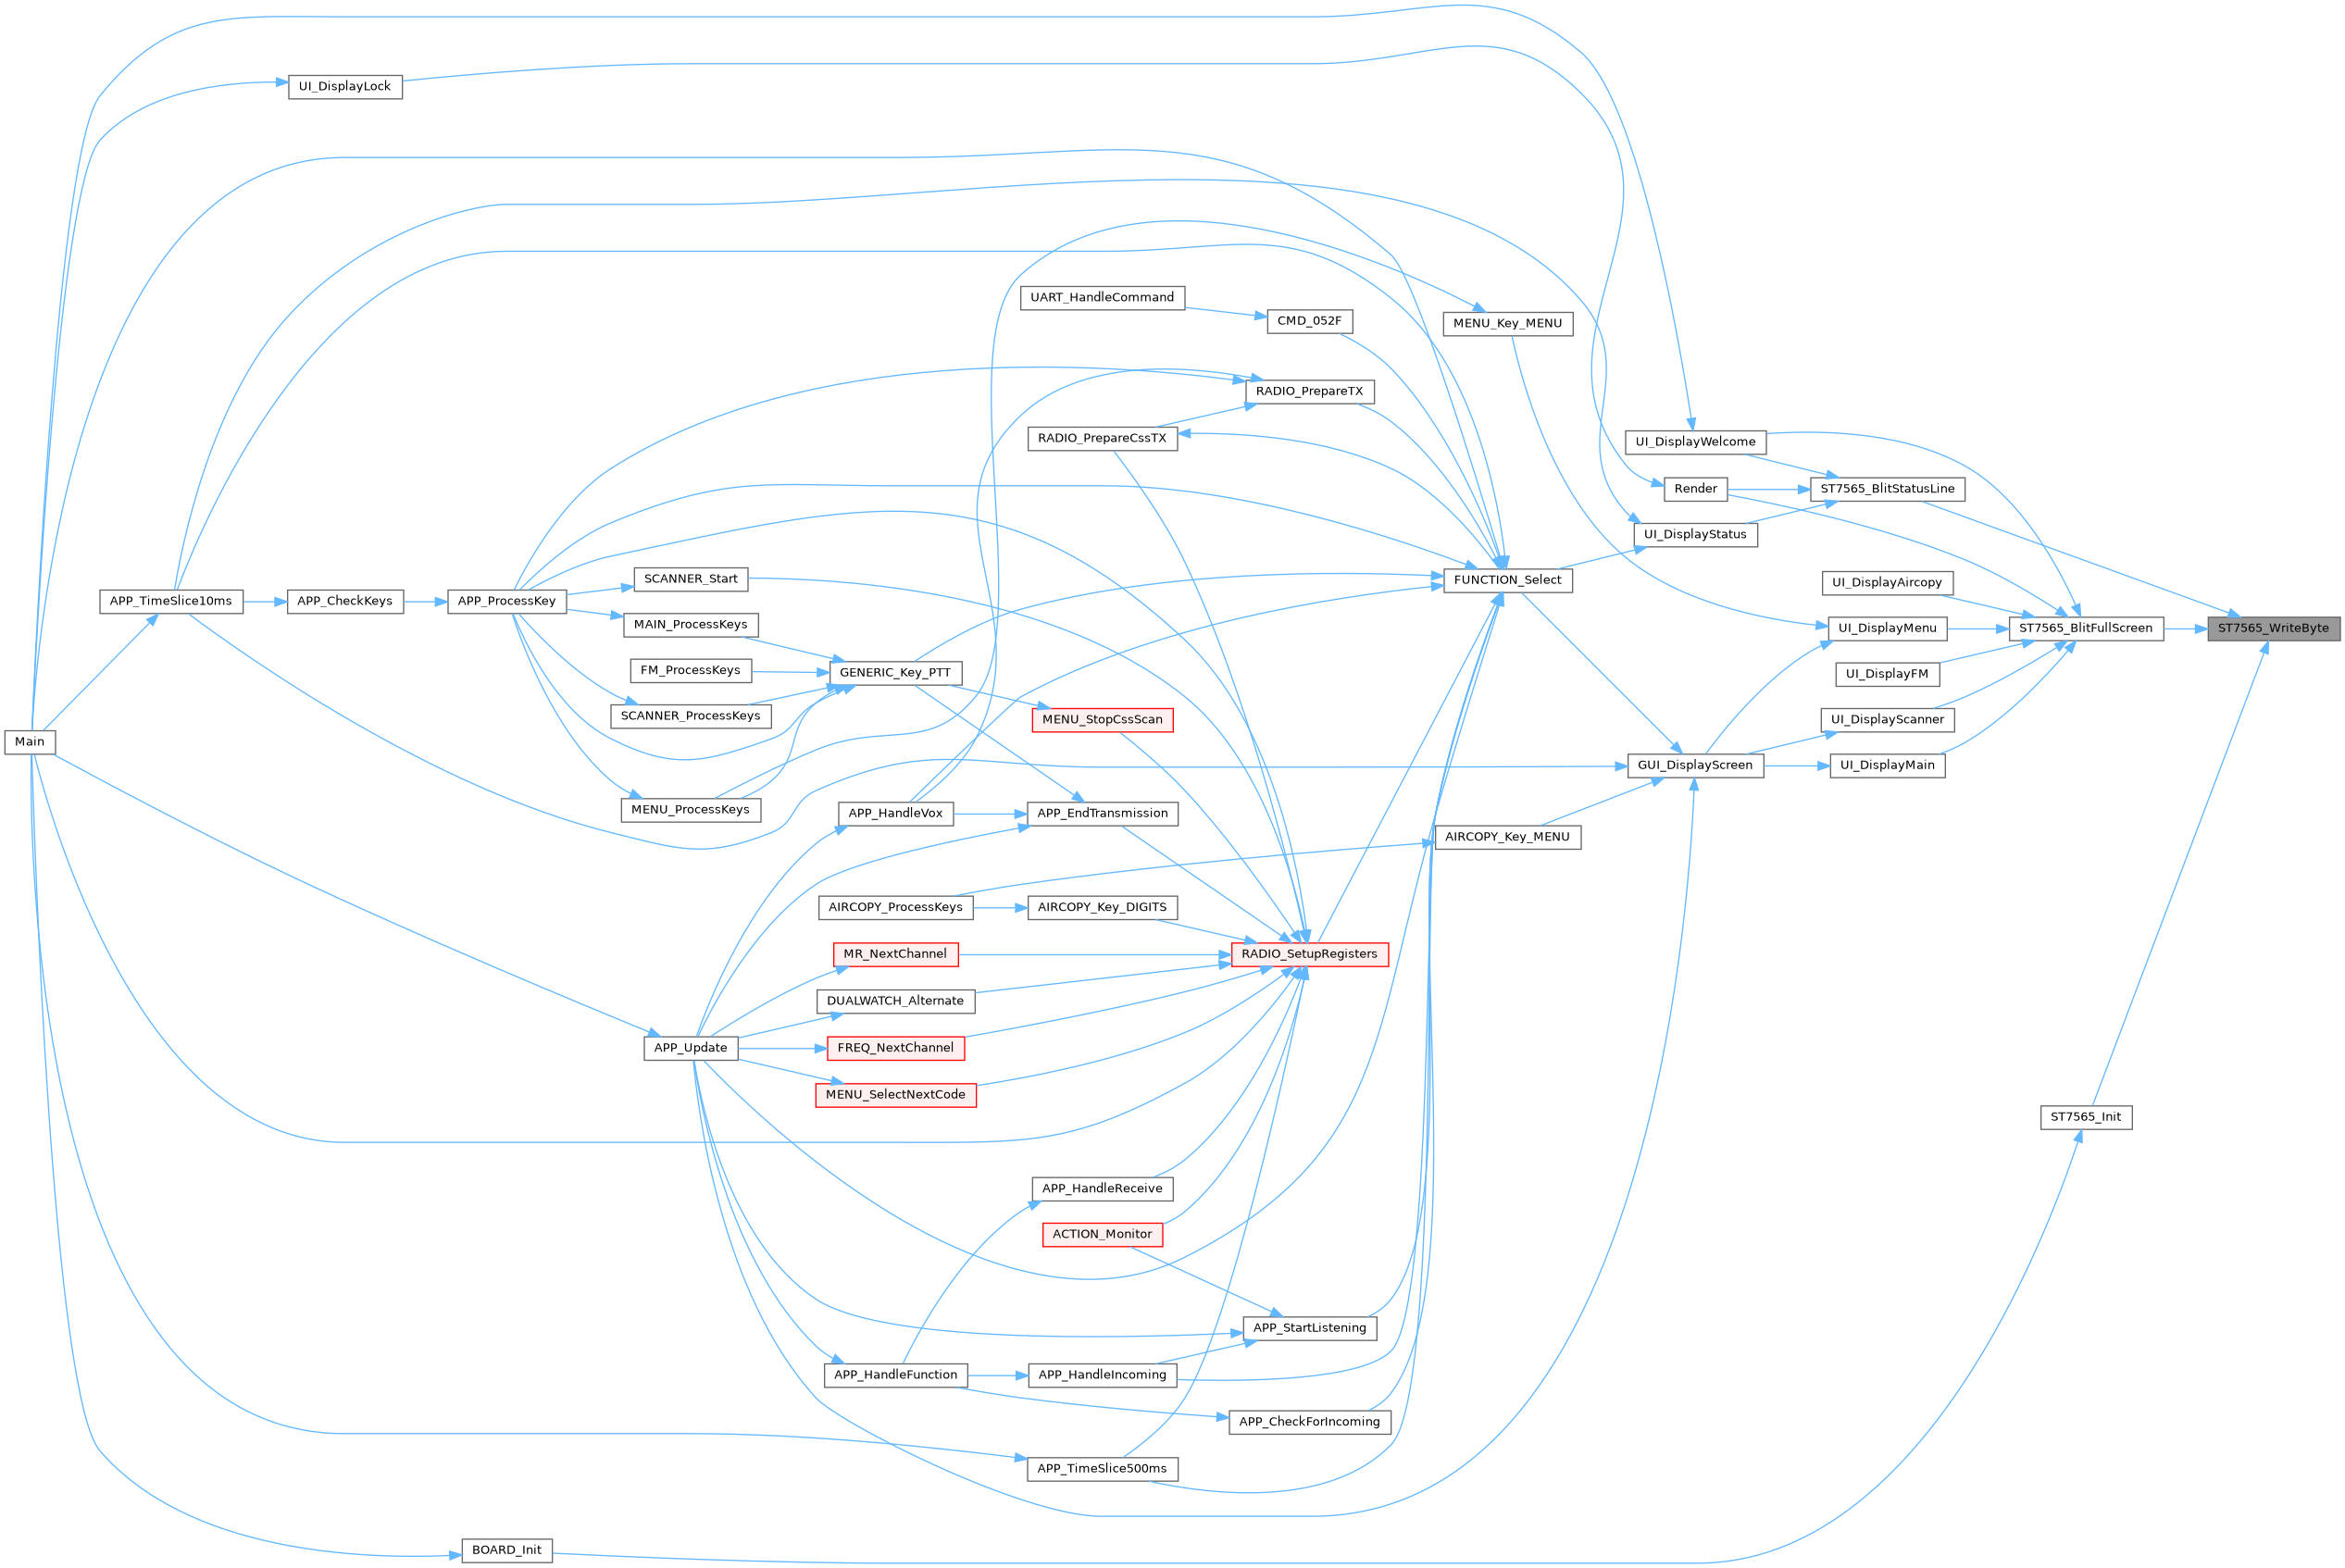 UI_DisplayLock
UART_HandleCommand
CMD_052F
MENU_Key_MENU
RADIO_PrepareTX
RADIO_PrepareCssTX
UI_DisplayWelcome
Render
ST7565_BlitStatusLine
UI_DisplayStatus
SCANNER_Start
FUNCTION_Select
UI_DisplayAircopy
APP_TimeSlice10ms
APP_CheckKeys
APP_ProcessKey
MAIN_ProcessKeys
UI_DisplayMenu
ST7565_BlitFullScreen
ST7565_WriteByte
FM_ProcessKeys
GENERIC_Key_PTT
UI_DisplayFM
SCANNER_ProcessKeys
MENU_StopCssScan
UI_DisplayScanner
Main
GUI_DisplayScreen
UI_DisplayMain
MENU_ProcessKeys
APP_HandleVox
APP_EndTransmission
AIRCOPY_Key_MENU
AIRCOPY_ProcessKeys
AIRCOPY_Key_DIGITS
MR_NextChannel
RADIO_SetupRegisters
DUALWATCH_Alternate
APP_Update
FREQ_NextChannel
MENU_SelectNextCode
ST7565_Init
APP_HandleReceive
ACTION_Monitor
APP_StartListening
APP_HandleFunction
APP_HandleIncoming
APP_CheckForIncoming
APP_TimeSlice500ms
BOARD_Init